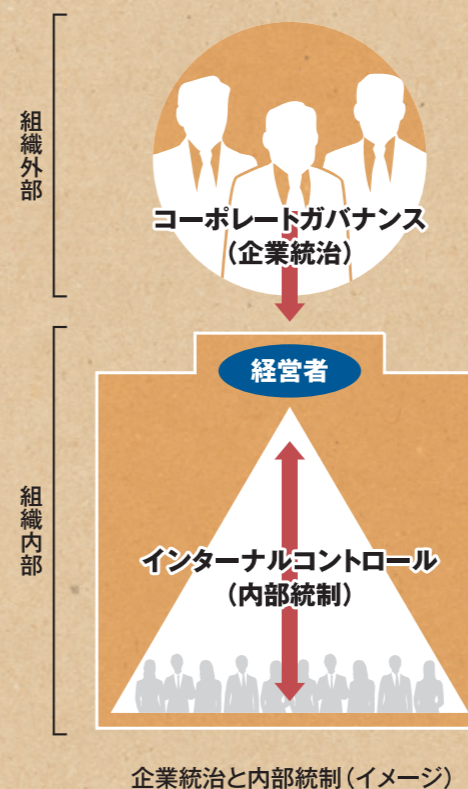 組織外部
コーポレートガバナンス
(企業統治)
経営者
組織内部
インターナルコントロール
(内部統制)
企業統治と内部統制(イメージ)